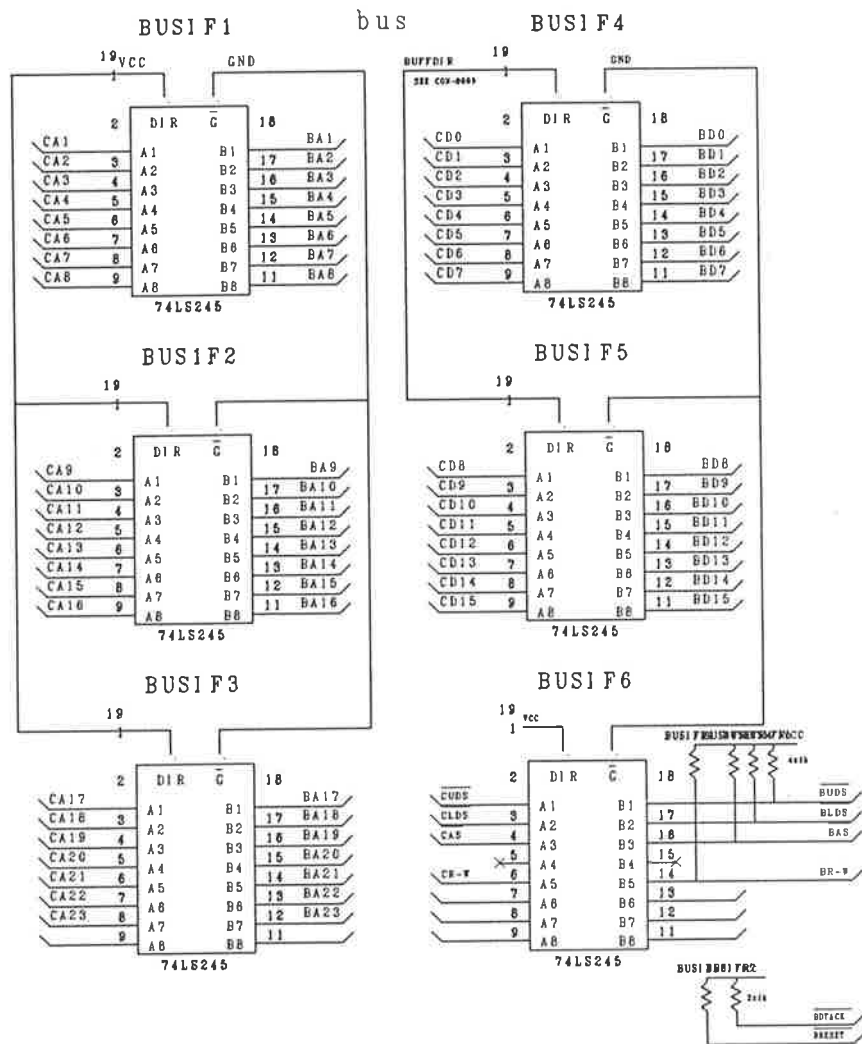 bus
BUSIF1
19 VCC GND
2 DIR G 18
CA1 A1 B1 BA1
CA2 3 A2 B2 17 BA2
CA3 4 A3 B3 16 BA3
CA4 5 A4 B4 15 BA4
CA5 6 A5 B5 14 BA5
CA6 7 A6 B6 13 BA6
CA7 8 A7 B7 12 BA7
CA8 9 A8 B8 11 BA8
74LS245
BUSIF2
19
2 DIR G 18
CA9 A1 B1 BA9
CA10 3 A2 B2 17 BA10
CA11 4 A3 B3 16 BA11
CA12 5 A4 B4 15 BA12
CA13 6 A5 B5 14 BA13
CA14 7 A6 B6 13 BA14
CA15 8 A7 B7 12 BA15
CA16 9 A8 B8 11 BA16
74LS245
BUSIF3
19
2 DIR G 18
CA17 A1 B1 BA17
CA18 3 A2 B2 17 BA18
CA19 4 A3 B3 16 BA19
CA20 5 A4 B4 15 BA20
CA21 6 A5 B5 14 BA21
CA22 7 A6 B6 13 BA22
CA23 8 A7 B7 12 BA23
9 A8 B8 11
74LS245
BUSIF4
BUFFDIR 19 GND
SEE
2 DIR G 18
CD0 A1 B1 BD0
CD1 3 A2 B2 17 BD1
CD2 4 A3 B3 16 BD2
CD3 5 A4 B4 15 BD3
CD4 6 A5 B5 14 BD4
CD5 7 A6 B6 13 BD5
CD6 8 A7 B7 12 BD6
CD7 9 A8 B8 11 BD7
74LS245
BUSIF5
19
2 DIR G 18
CD8 A1 B1 BD8
CD9 3 A2 B2 17 BD9
CD10 4 A3 B3 16 BD10
CD11 5 A4 B4 15 BD11
CD12 6 A5 B5 14 BD12
CD13 7 A6 B6 13 BD13
CD14 8 A7 B7 12 BD14
CD15 9 A8 B8 11 BD15
74LS245
BUSIF6
19 VCC
1
2 DIR G 18
CUDS A1 B1 BUDS
CLDS 3 A2 B2 17 BLDS
CAS 4 A3 B3 16 BAS
5 A4 B4 15
CR-W 6 A5 B5 14 BR-W
7 A6 B6 13
8 A7 B7 12
9 A8 B8 11
74LS245
BDTACK
BRESET